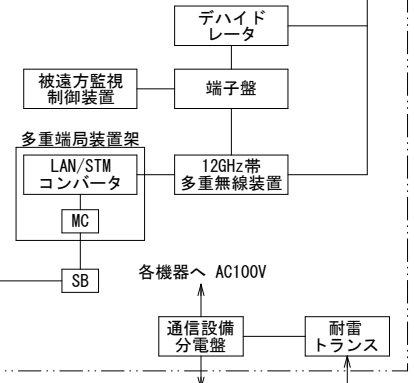 デハイド
レータ
被遠方監視
制御装置
端子盤
多重端局装置架
LAN/STM
コンバータ
12GHz帯
多重無線装置
MC
SB
各機器へ AC100V
通信設備
分電盤
耐雷
トランス